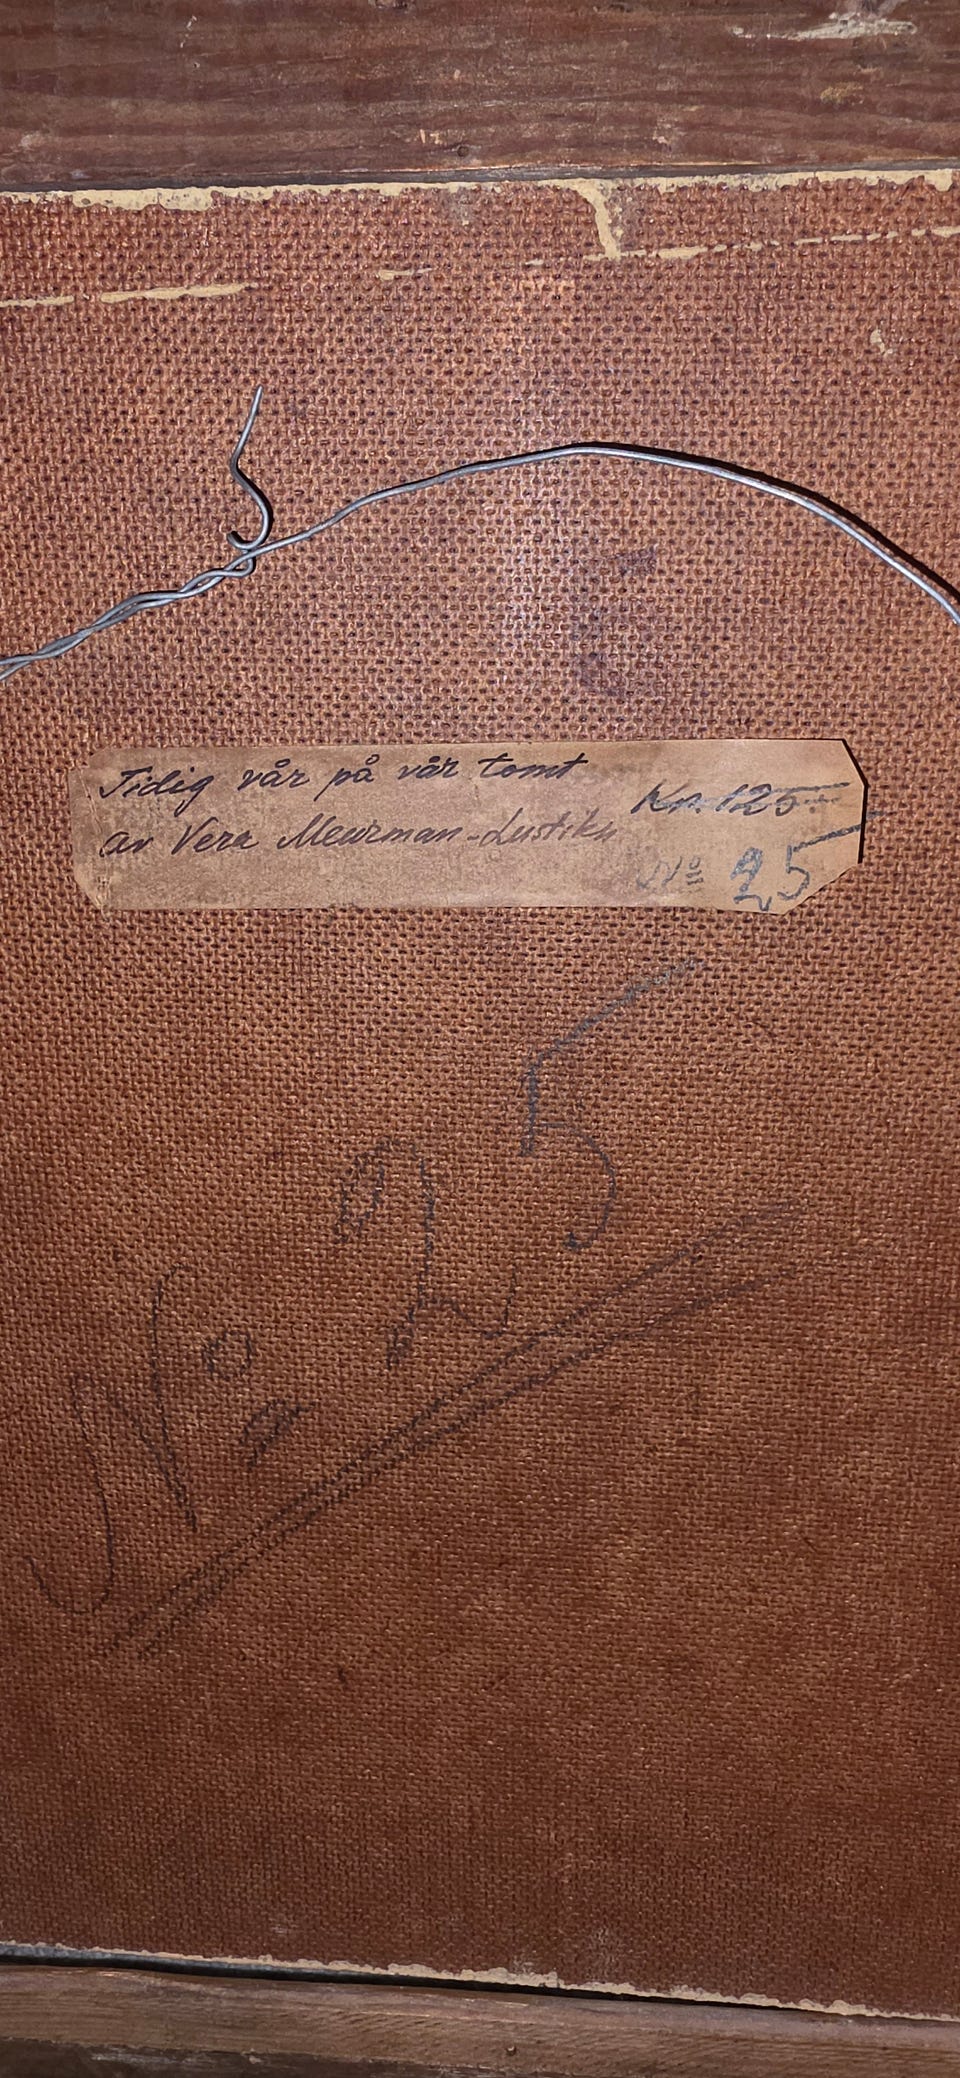 Tidig vår på vår tomt
Kr. 125:-
av Vera Meurman-Lustikh
Nº 25
Nº 25